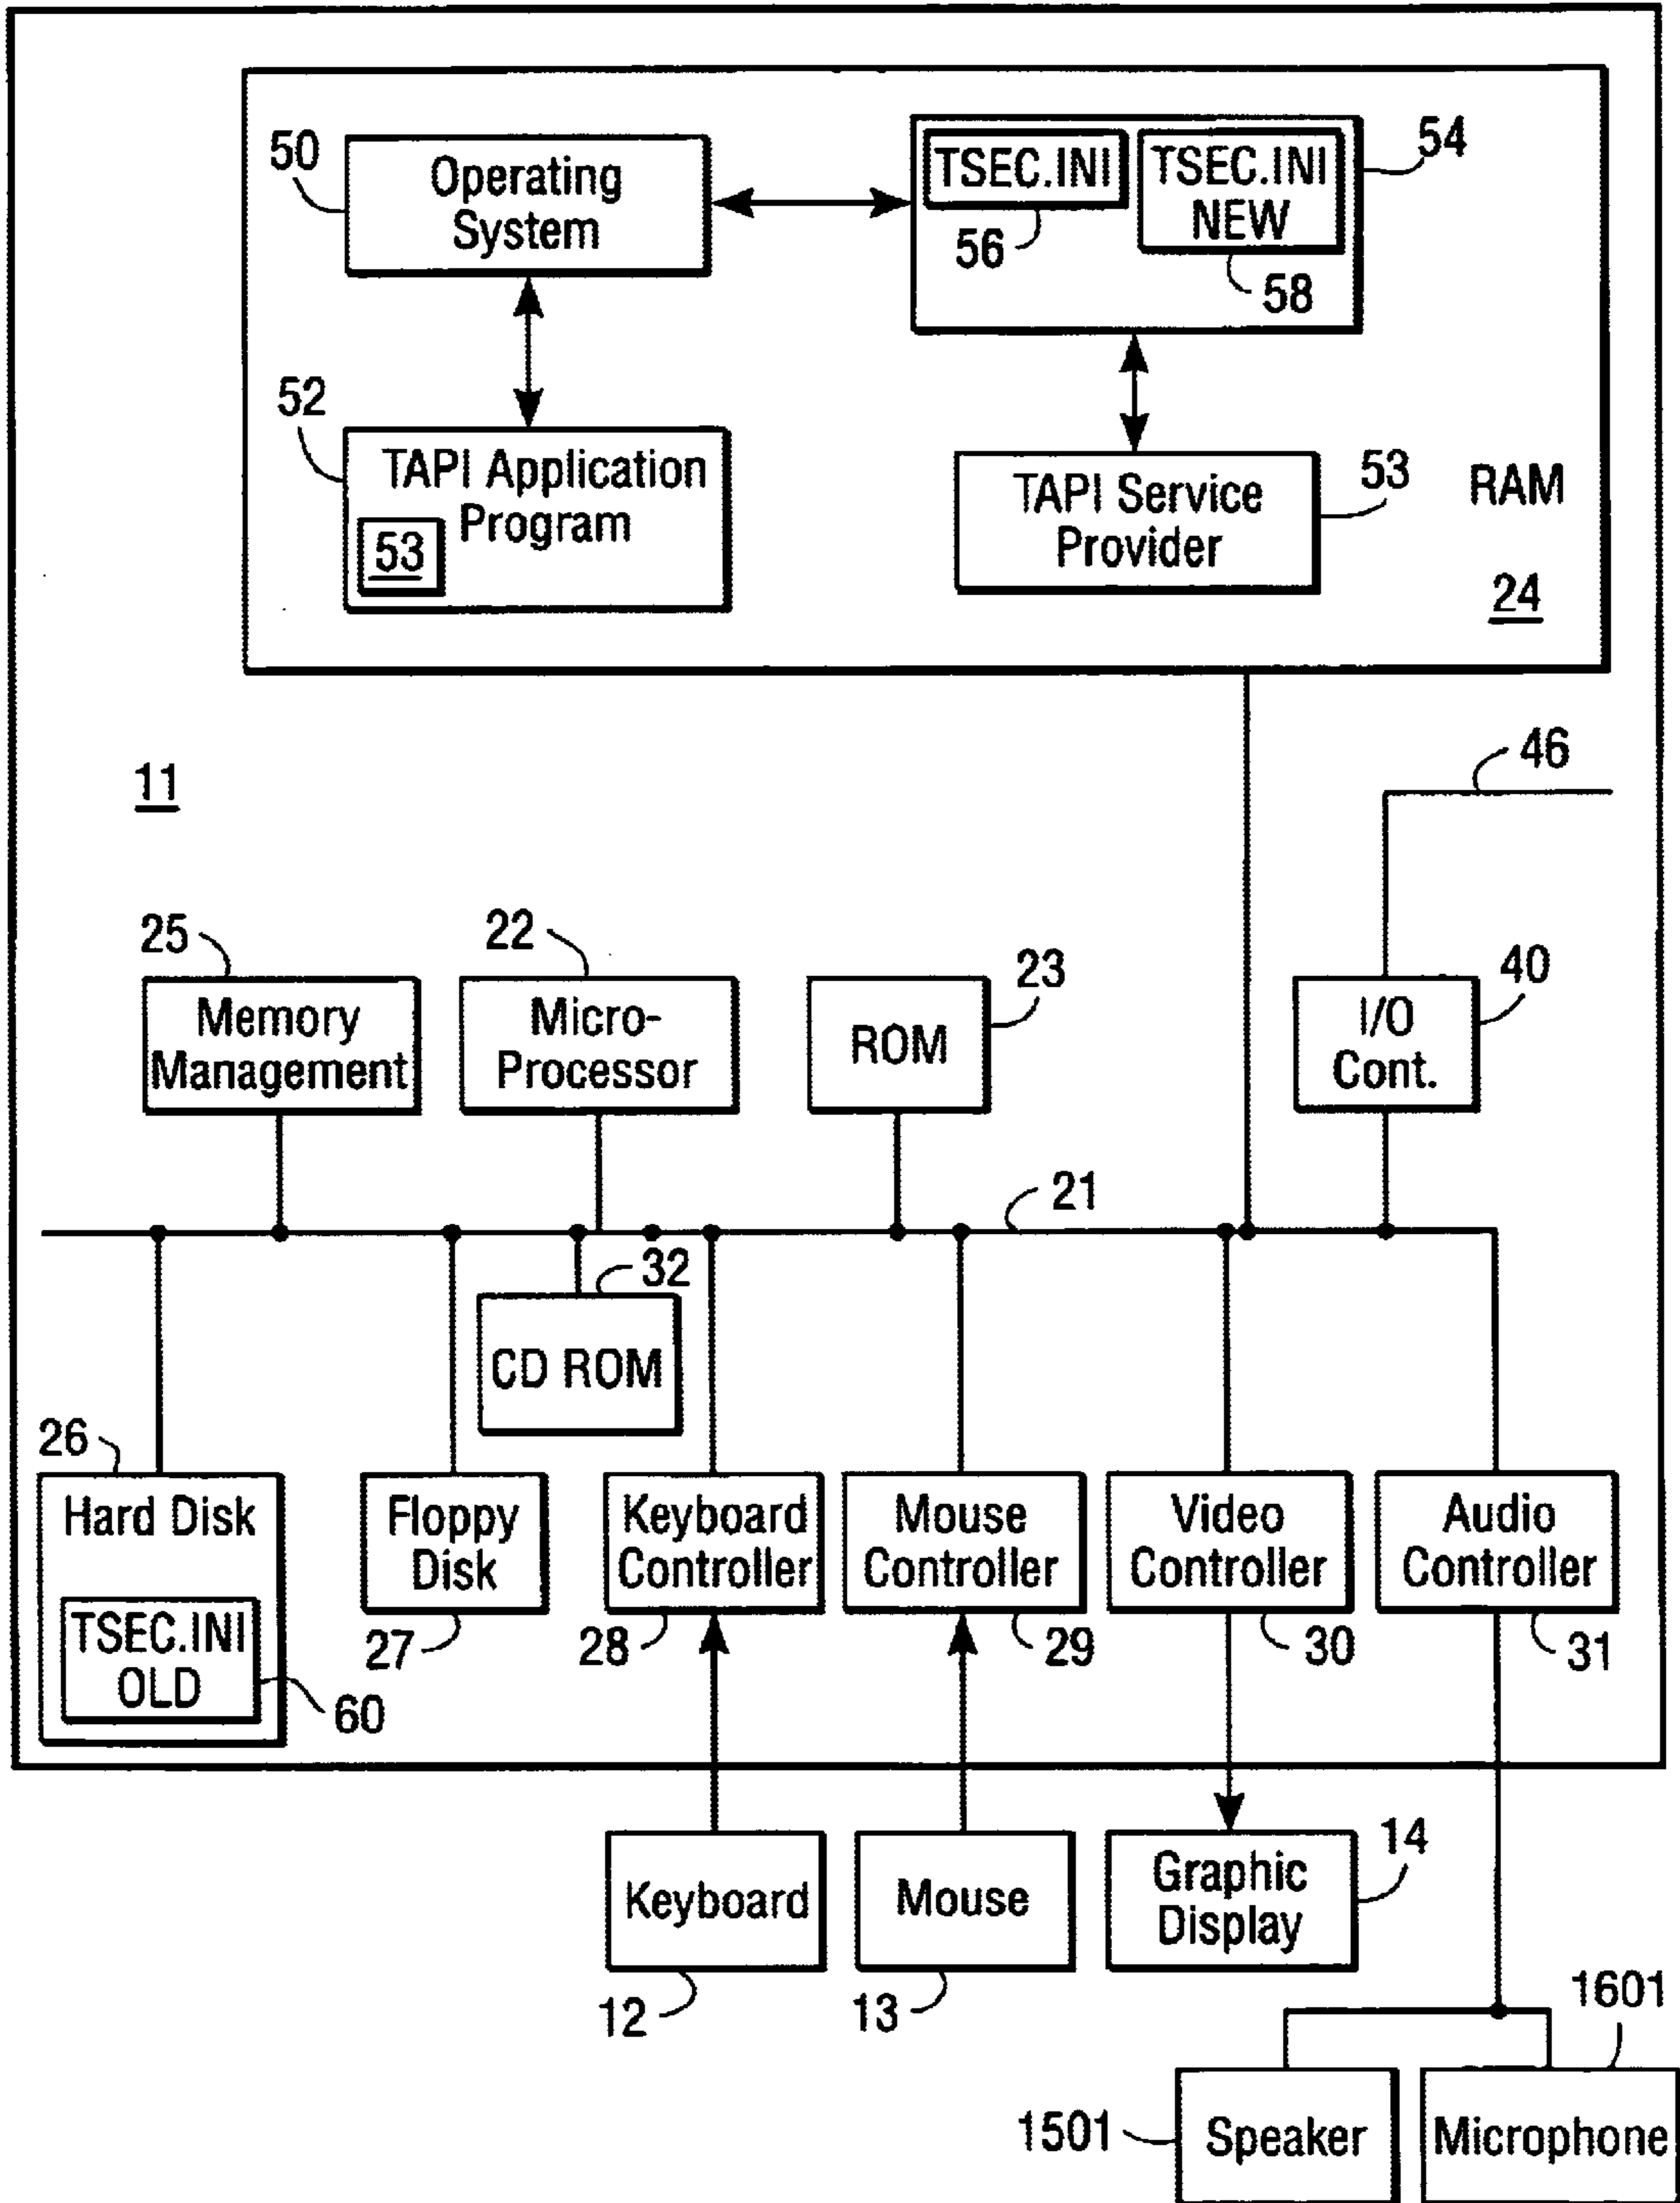 50
Operating
System
TSEC.INI
56
TSEC.INI
NEW
58
54
52
TAPI Application
Program
53
TAPI Service
Provider
53
RAM
24
11
46
25
Memory
Management
22
Micro-
Processor
23
ROM
40
I/O
Cont.
21
32
CD ROM
26
Hard Disk
TSEC.INI
OLD
60
Floppy
Disk
27
Keyboard
Controller
28
Mouse
Controller
29
Video
Controller
30
Audio
Controller
31
Keyboard
12
Mouse
13
Graphic
Display
14
1501
Speaker
1601
Microphone